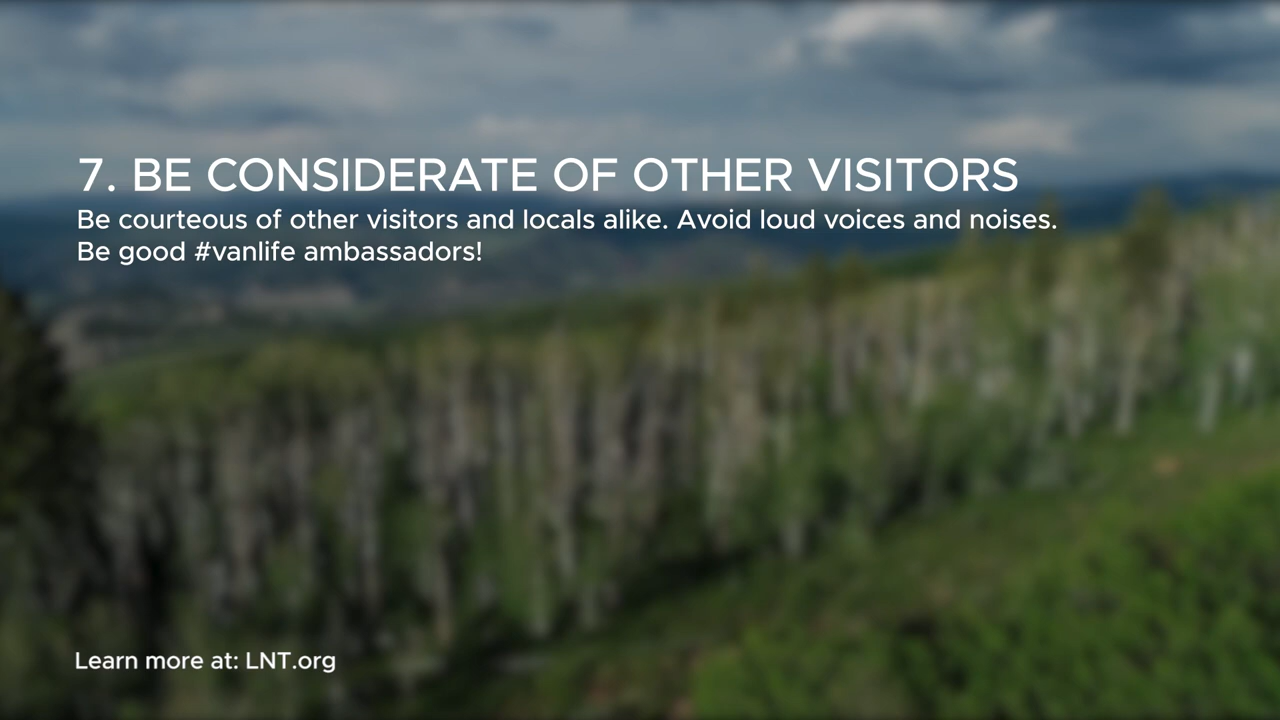 7. BE CONSIDERATE OF OTHER VISITORS
Be courteous of other visitors and locals alike. Avoid loud voices and noises.
Be good #vanlife ambassadors!
Learn more at: LNT.org